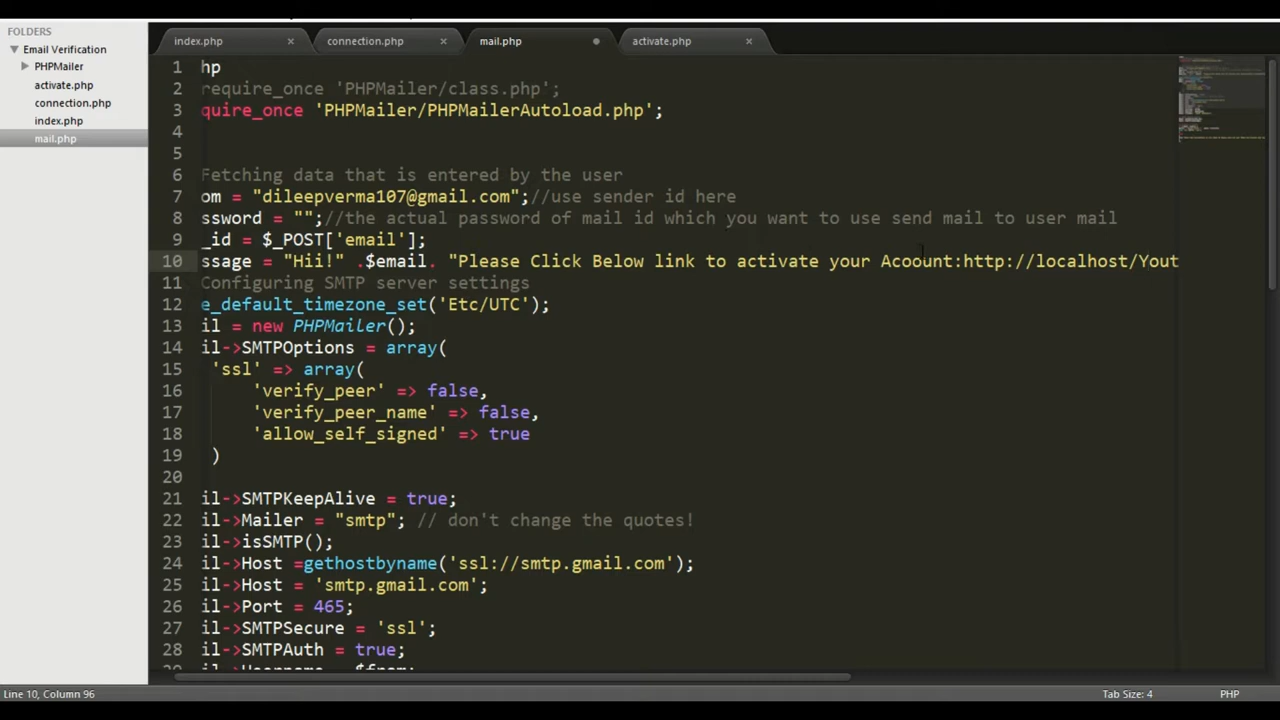 FOLDERS
Email Verification
PHPMailer
activate.php
connection.php
index.php
mail.php
index.php × connection.php × mail.php activate.php ×
1 hp
2 require_once 'PHPMailer/class.php';
3 quire_once 'PHPMailer/PHPMailerAutoload.php';
4
5
6 Fetching data that is entered by the user
7 om = "dileepverma107@gmail.com";//use sender id here
8 ssword = "";//the actual password of mail id which you want to use send mail to user mail
9 _id = $_POST['email'];
10 ssage = "Hii!" .$email. "Please Click Below link to activate your Acoount:http://localhost/Yout
11 Configuring SMTP server settings
12 e_default_timezone_set('Etc/UTC');
13 il = new PHPMailer();
14 il->SMTPOptions = array(
15 'ssl' => array(
16 'verify_peer' => false,
17 'verify_peer_name' => false,
18 'allow_self_signed' => true
19 )
20
21 il->SMTPKeepAlive = true;
22 il->Mailer = "smtp"; // don't change the quotes!
23 il->isSMTP();
24 il->Host =gethostbyname('ssl://smtp.gmail.com');
25 il->Host = 'smtp.gmail.com';
26 il->Port = 465;
27 il->SMTPSecure = 'ssl';
28 il->SMTPAuth = true;
Line 10, Column 96
Tab Size: 4
PHP